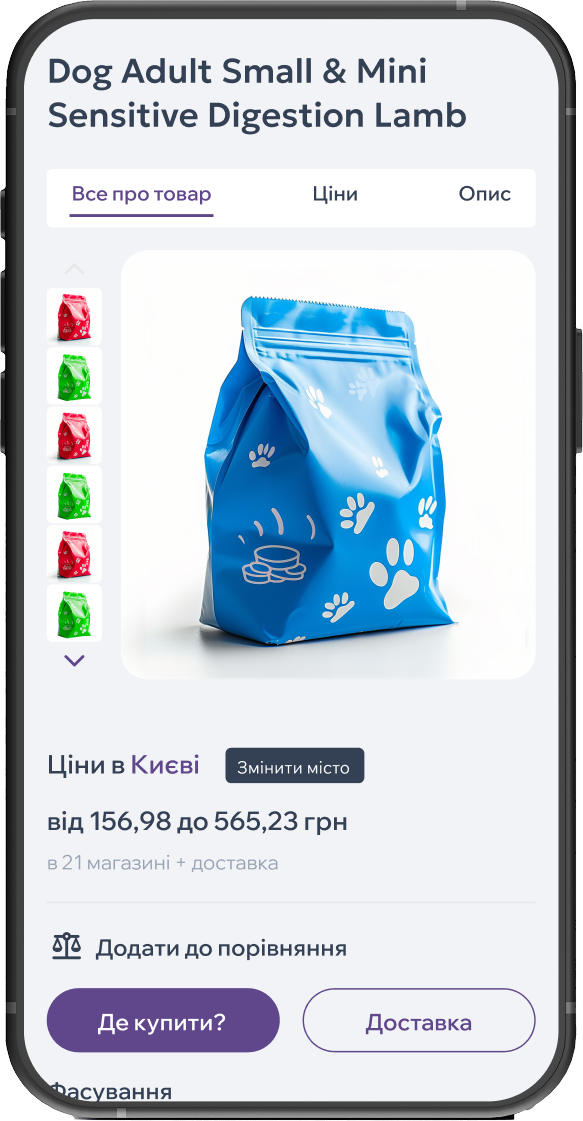 Dog Adult Small & Mini
Sensitive Digestion Lamb
Все про товар
Ціни
Опис
Ціни в Києві
Змінити місто
від 156,98 до 565,23 грн
в 21 магазині + доставка
Додати до порівняння
Де купити?
Доставка
Фасування